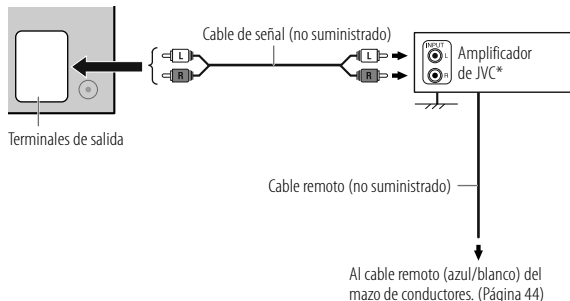 Cable de señal (no suministrado)
L
R
L
R
INPUT
L
R
Amplificador
de JVC*
Terminales de salida
Cable remoto (no suministrado)
Al cable remoto (azul/blanco) del
mazo de conductores. (Página 44)